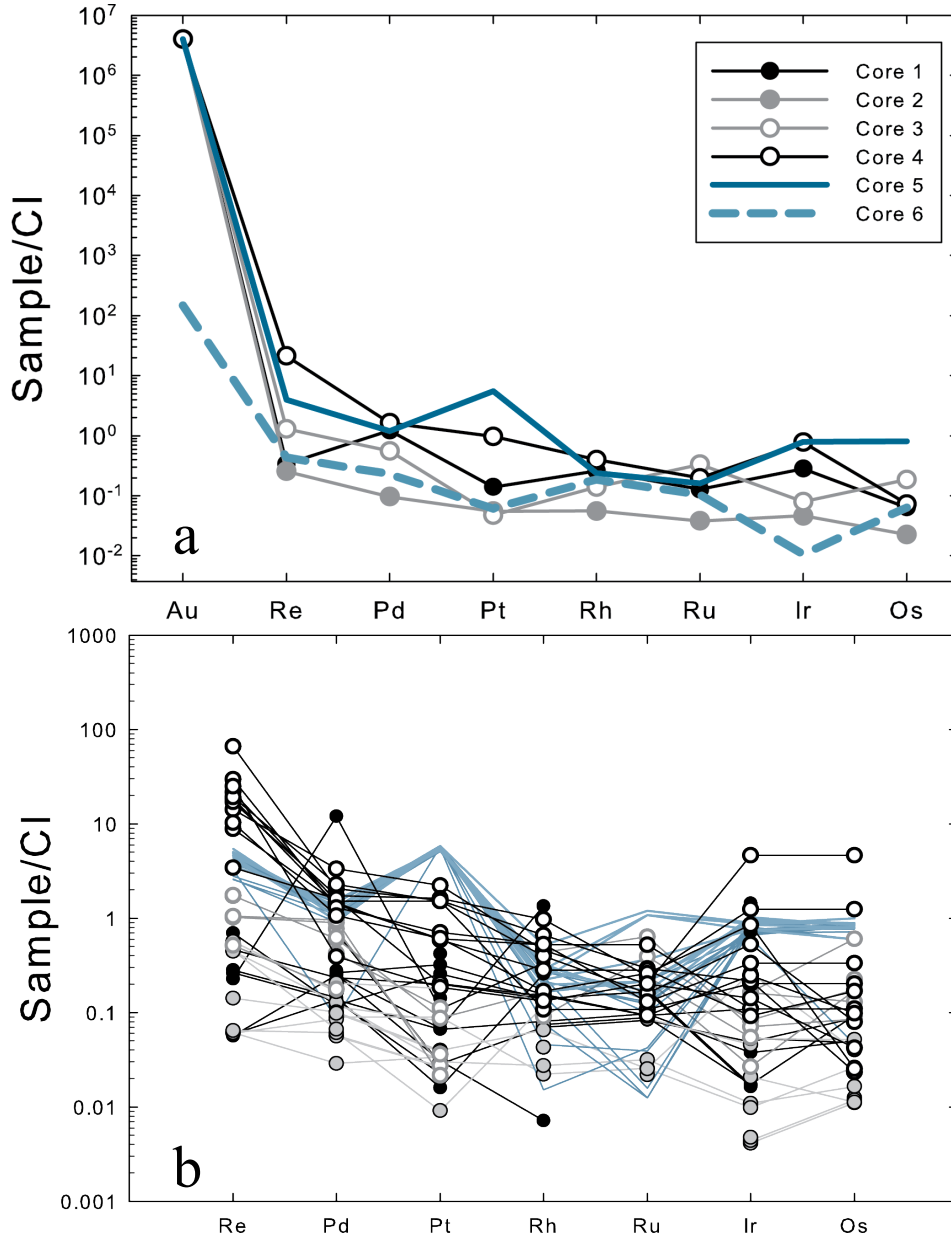 10^7
10^6
10^5
10^4
10^3
10^2
10^1
10^0
10^-1
10^-2
Sample/CI
Core 1
Core 2
Core 3
Core 4
Core 5
Core 6
a
Au Re Pd Pt Rh Ru Ir Os
1000
100
10
1
0.1
0.01
0.001
Sample/CI
b
Re Pd Pt Rh Ru Ir Os